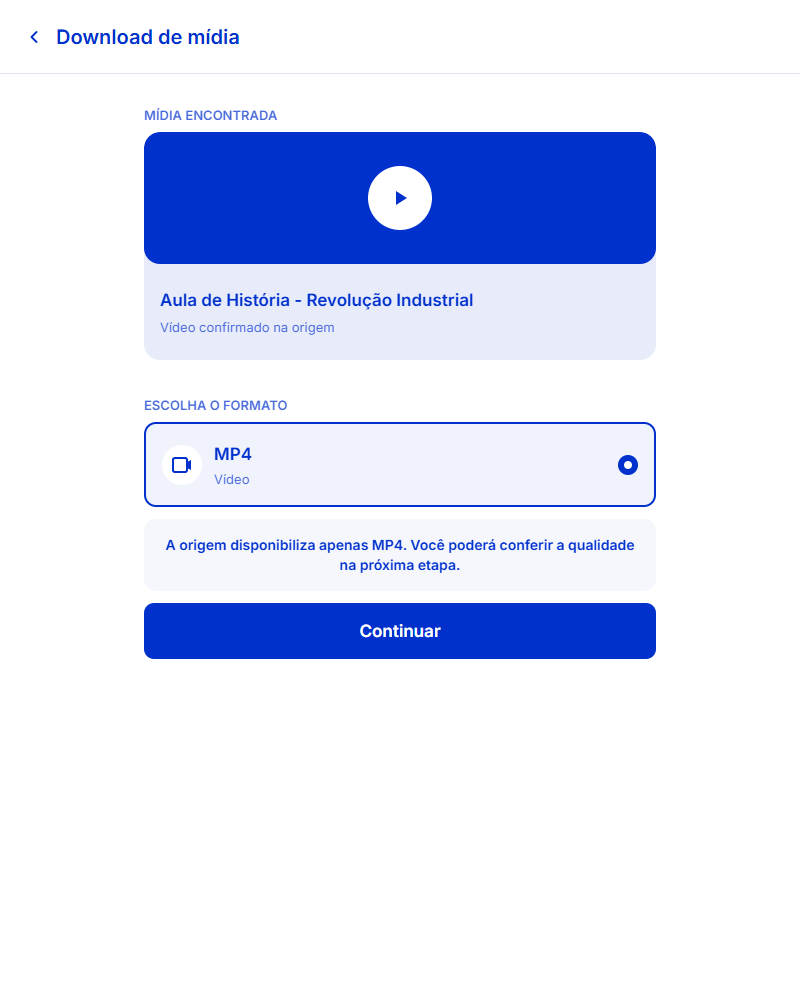 Download de mídia
MÍDIA ENCONTRADA
Aula de História - Revolução Industrial
Vídeo confirmado na origem
ESCOLHA O FORMATO
MP4
Vídeo
A origem disponibiliza apenas MP4. Você poderá conferir a qualidade
na próxima etapa.
Continuar